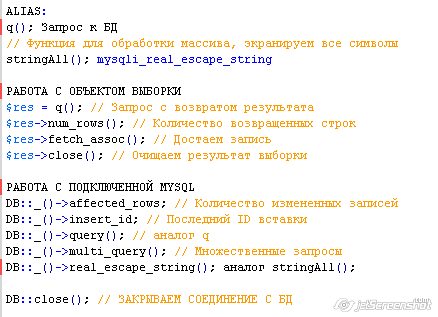 ALIAS:
q(); Запрос к БД
// Функция для обработки массива, экранируем все символы
stringAll(); mysqli_real_escape_string
РАБОТА С ОБЪЕКТОМ ВЫБОРКИ
$res = q(); // Запрос с возвратом результата
$res->num_rows(); // Количество возвращенных строк
$res->fetch_assoc(); // Достаем запись
$res->close(); // Очищаем результат выборки
РАБОТА С ПОДКЛЮЧЕННОЙ MYSQL
DB::_()->affected_rows; // Количество измененных записей
DB::_()->insert_id; // Последний ID вставки
DB::_()->query(); // аналог q
DB::_()->multi_query(); // Множественные запросы
DB::_()->real_escape_string(); аналог stringAll();
DB::close(); // ЗАКРЫВАЕМ СОЕДИНЕНИЕ С БД
jetScreenshot